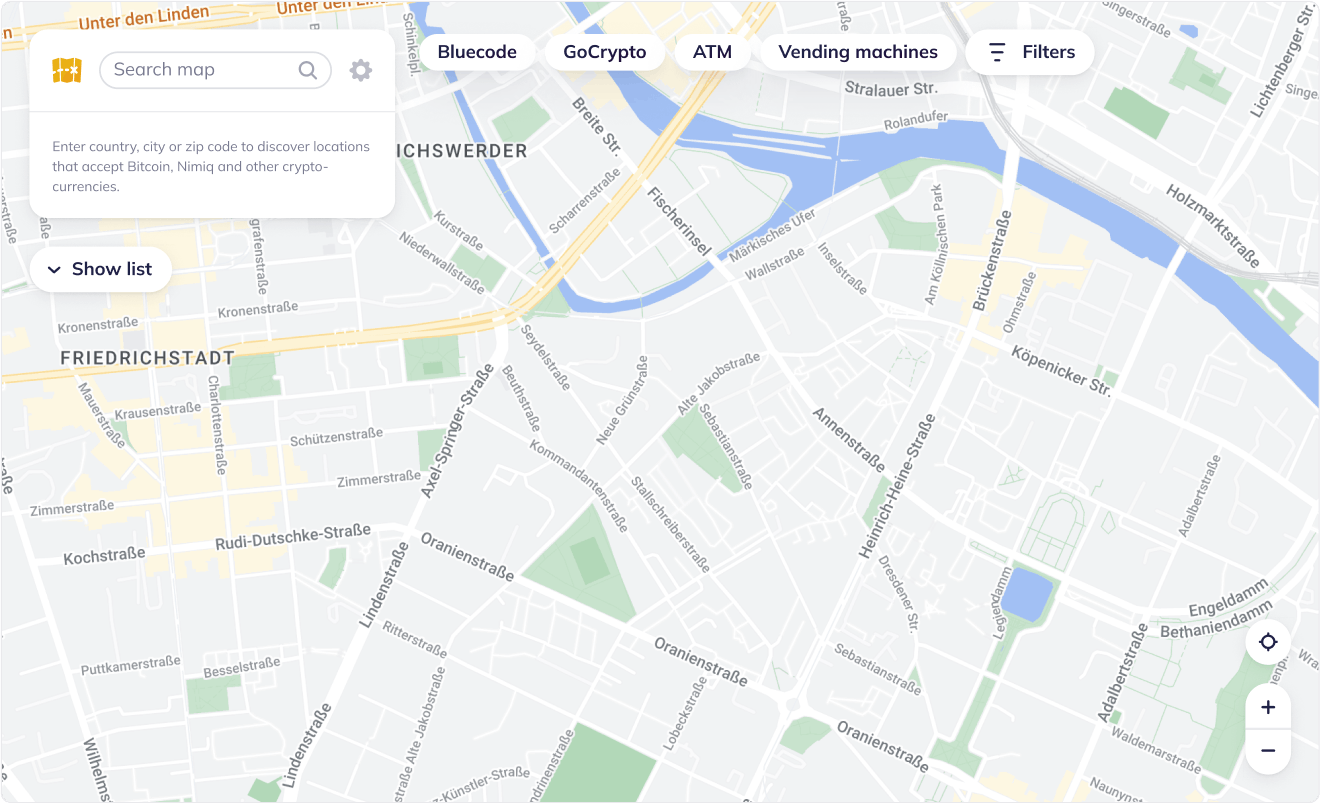 Unter den Linden
Unter den Lin
Schinkelpl.
Singerstraße
Lichtenberger Str.
Search map
Bluecode
GoCrypto
ATM
Vending machines
Filters
Stralauer Str.
Rolandufer
Breite Str.
Enter country, city or zip code to discover locations
that accept Bitcoin, Nimiq and other crypto-
currencies.
ICHSWERDER
Scharrenstraße
Fischerinsel
Holzmarktstraße
Kurstraße
Niederwallstraße
Märkisches Ufer
Wallstraße
Inselstraße
Am Köllnischen Park
Brückenstraße
Ohmstraße
grafenstraße
Show list
Kronenstraße
Kronenstraße
FRIEDRICHSTADT
Seydelstraße
Beuthstraße
Neue Grünstraße
Alte Jakobstraße
Köpenicker Str.
Mauerstraße
Krausenstraße
Charlottenstraße
Schützenstraße
Axel-Springer-Straße
Sebastianstraße
Annenstraße
Heinrich-Heine-Straße
Adalbertstraße
Zimmerstraße
Zimmerstraße
Kommandantenstraße
Stallschreiberstraße
Kochstraße
Rudi-Dutschke-Straße
Oranienstraße
Lindenstraße
Dresdener Str.
Legiendamm
Engeldamm
Bethaniendamm
Ritterstraße
Puttkamerstraße
Besselstraße
Oranienstraße
Sebastianstraße
Adalbertstraße
Alte Jakobstraße
Lobeckstraße
Oranienstraße
Waldemarstraße
Lindenstraße
Wilhelms
z-Künstler-Straße
Naunynst